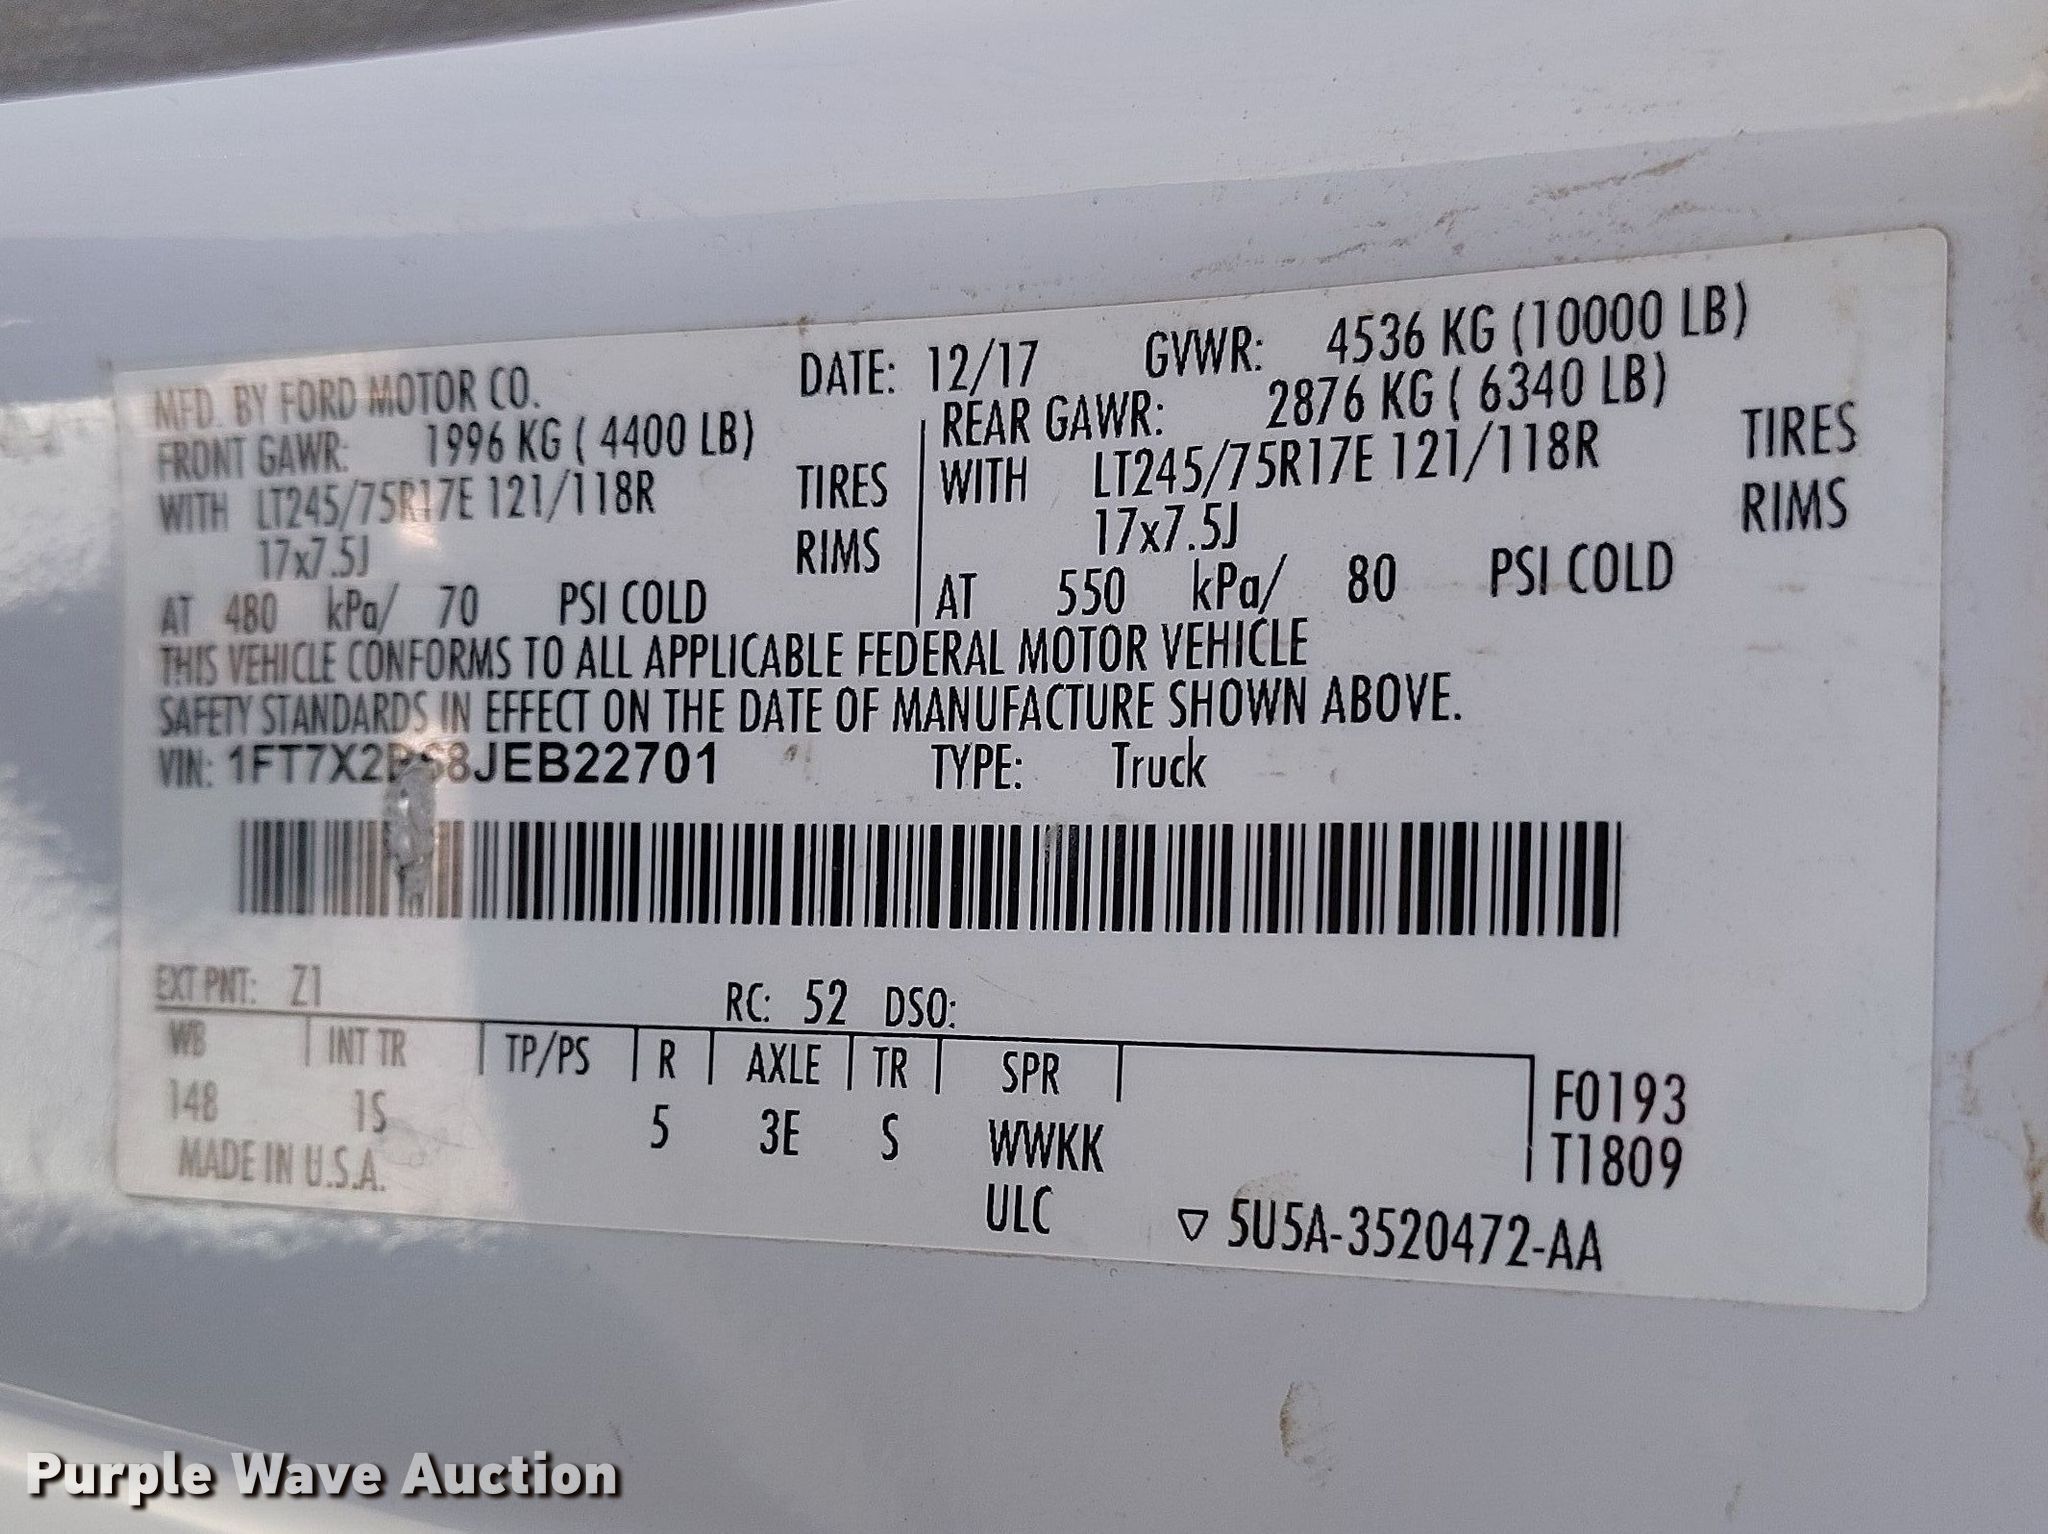 MFD. BY FORD MOTOR CO. DATE: 12/17 GVWR: 4536 KG (10000 LB)
FRONT GAWR: 1996 KG ( 4400 LB) REAR GAWR: 2876 KG ( 6340 LB)
WITH LT245/75R17E 121/118R TIRES WITH LT245/75R17E 121/118R TIRES
17x7.5J RIMS 17x7.5J RIMS
AT 480 kPa/ 70 PSI COLD AT 550 kPa/ 80 PSI COLD
THIS VEHICLE CONFORMS TO ALL APPLICABLE FEDERAL MOTOR VEHICLE
SAFETY STANDARDS IN EFFECT ON THE DATE OF MANUFACTURE SHOWN ABOVE.
VIN: TYPE: Truck
EXT PNT: Z1 RC: 52 DSO:
WB INT TR TP/PS R AXLE TR SPR
148 1S 5 3E S WWKK
F0193
T1809
MADE IN U.S.A. ULC ▽ 5U5A-3520472-AA
Purple Wave Auction